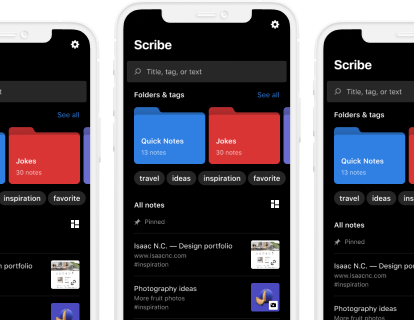 t
See all
Jokes
30 notes
inspiration
favorite
portfolio
Scribe
Title, tag, or text
Folders & tags
See all
Quick Notes
13 notes
Jokes
30 notes
travel
ideas
inspiration
favorite
All notes
Pinned
Isaac N.C. — Design portfolio
www.isaacnc.com
#inspiration
Photography ideas
More fruit photos
#inspiration
Scribe
Title, tag, or text
Folders & tags
Quick Notes
13 notes
travel
ideas
ins
All notes
Pinned
Isaac N.C. — Design
www.isaacnc.com
#inspiration
Photography ideas
More fruit photos